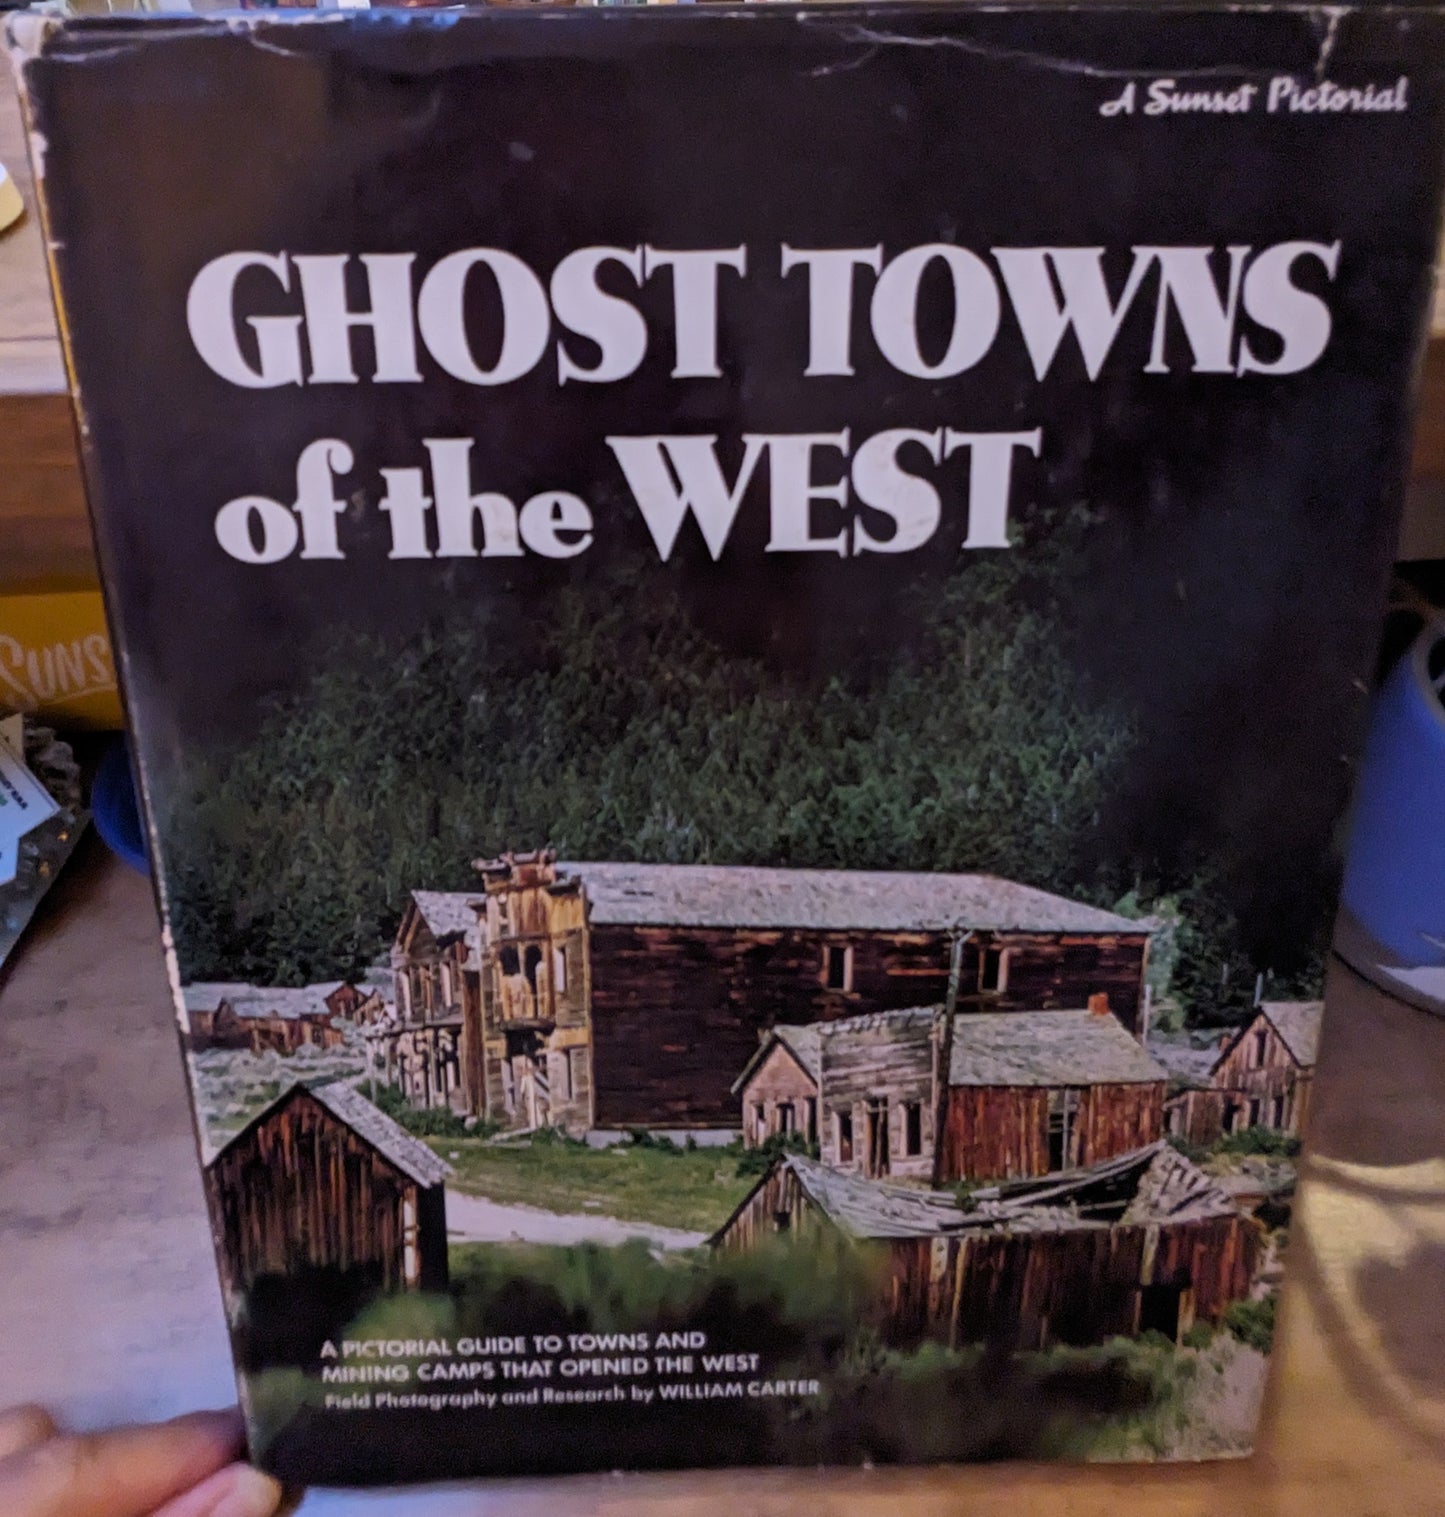 A Sunset Pictorial
GHOST TOWNS
of the WEST
SUNS
A PICTORIAL GUIDE TO TOWNS AND
MINING CAMPS THAT OPENED THE WEST
Field Photography and Research by WILLIAM CARTER